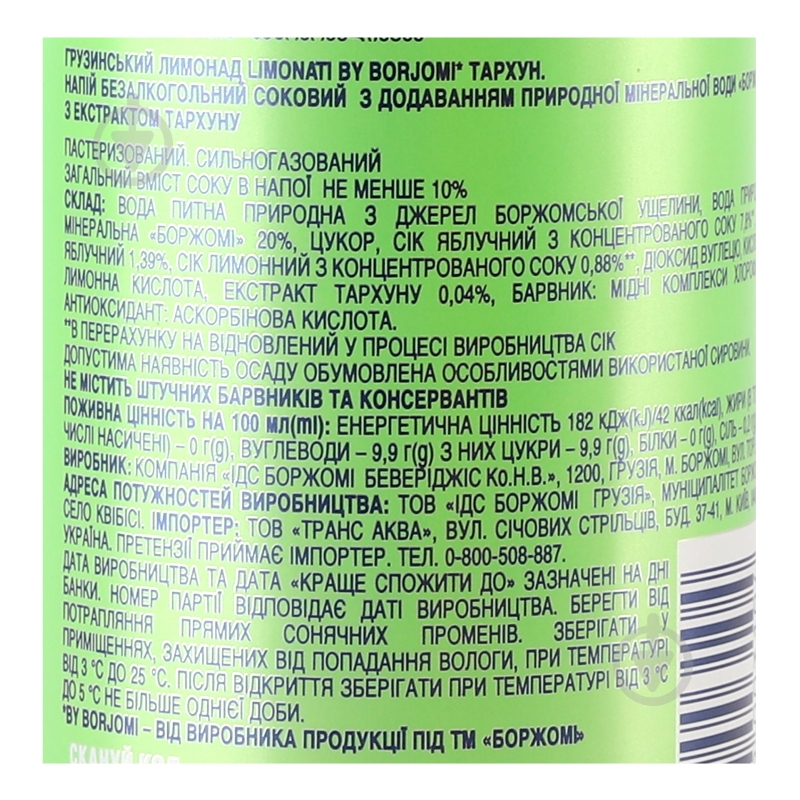 ГРУЗИНСЬКИЙ ЛИМОНАД LIMONATI BY BORJOMI* ТАРХУН.
НАПІЙ БЕЗАЛКОГОЛЬНИЙ СОКОВИЙ З ДОДАВАННЯМ ПРИРОДНОЇ МІНЕРАЛЬНОЇ ВОДИ
З ЕКСТРАКТОМ ТАРХУНУ
ПАСТЕРИЗОВАНИЙ. СИЛЬНОГАЗОВАНИЙ
ЗАГАЛЬНИЙ ВМІСТ СОКУ В НАПОЇ НЕ МЕНШЕ 10%
СКЛАД: ВОДА ПИТНА ПРИРОДНА З ДЖЕРЕЛ БОРЖОМСЬКОЇ УЩЕЛИНИ, ВОДА
МІНЕРАЛЬНА «БОРЖОМІ» 20%, ЦУКОР, СІК ЯБЛУЧНИЙ З КОНЦЕНТРОВАНОГО СОКУ
ЯБЛУЧНИЙ 1,39%, СІК ЛИМОННИЙ З КОНЦЕНТРОВАНОГО СОКУ 0,88%**, ДІОКСИД ВУГЛЕЦЮ,
ЛИМОННА КИСЛОТА, ЕКСТРАКТ ТАРХУНУ 0,04%, БАРВНИК: МІДНІ КОМПЛЕКСИ
АНТИОКСИДАНТ: АСКОРБІНОВА КИСЛОТА.
**В ПЕРЕРАХУНКУ НА ВІДНОВЛЕНИЙ У ПРОЦЕСІ ВИРОБНИЦТВА СІК
ДОПУСТИМА НАЯВНІСТЬ ОСАДУ ОБУМОВЛЕНА ОСОБЛИВОСТЯМИ ВИКОРИСТАНОЇ СИРОВИНИ.
НЕ МІСТИТЬ ШТУЧНИХ БАРВНИКІВ ТА КОНСЕРВАНТІВ
ПОЖИВНА ЦІННІСТЬ НА 100 мл(ml): ЕНЕРГЕТИЧНА ЦІННІСТЬ 182 кДж(kJ)/42 ккал(kcal), ЖИРИ (В
ЧИСЛІ НАСИЧЕНІ) – 0 г(g), ВУГЛЕВОДИ – 9,9 г(g) З НИХ ЦУКРИ – 9,9 г(g), БІЛКИ – 0 г(g), СІЛЬ -
ВИРОБНИК: КОМПАНІЯ «ІДС БОРЖОМІ БЕВЕРІДЖІС Ко.Н.В.», 1200, ГРУЗІЯ, М. БОРЖОМІ, ВУЛ.
АДРЕСА ПОТУЖНОСТЕЙ ВИРОБНИЦТВА: ТОВ «ІДС БОРЖОМІ ГРУЗІЯ», МУНІЦИПАЛІТЕТ
СЕЛО КВІБІСІ. ІМПОРТЕР: ТОВ «ТРАНС АКВА», ВУЛ. СІЧОВИХ СТРІЛЬЦІВ, БУД. 37-41, М. КИЇВ,
УКРАЇНА. ПРЕТЕНЗІЇ ПРИЙМАЄ ІМПОРТЕР. ТЕЛ. 0-800-508-887.
ДАТА ВИРОБНИЦТВА ТА ДАТА «КРАЩЕ СПОЖИТИ ДО» ЗАЗНАЧЕНІ НА ДНІ
БАНКИ. НОМЕР ПАРТІЇ ВІДПОВІДАЄ ДАТІ ВИРОБНИЦТВА. БЕРЕГТИ ВІД
ПОТРАПЛЯННЯ ПРЯМИХ СОНЯЧНИХ ПРОМЕНІВ. ЗБЕРІГАТИ У
ПРИМІЩЕННЯХ, ЗАХИЩЕНИХ ВІД ПОПАДАННЯ ВОЛОГИ, ПРИ ТЕМПЕРАТУРІ
ВІД 3 °С ДО 25 °С. ПІСЛЯ ВІДКРИТТЯ ЗБЕРІГАТИ ПРИ ТЕМПЕРАТУРІ ВІД 3 °С
ДО 5 °С НЕ БІЛЬШЕ ОДНІЄЇ ДОБИ.
*BY BORJOMI – ВІД ВИРОБНИКА ПРОДУКЦІЇ ПІД ТМ «БОРЖОМІ»
СКАНУЙ КОД